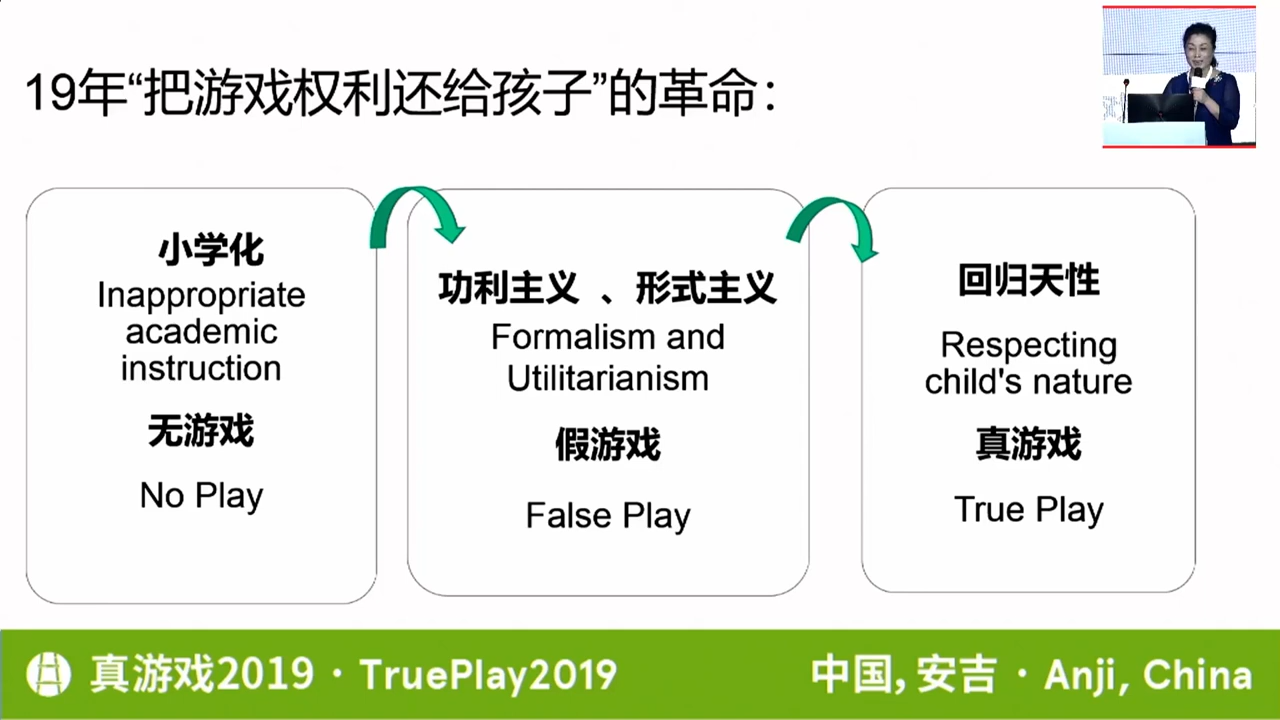 19年“把游戏权利还给孩子”的革命：
小学化
Inappropriate
academic
instruction
无游戏
No Play
功利主义 、形式主义
Formalism and
Utilitarianism
假游戏
False Play
回归天性
Respecting
child's nature
真游戏
True Play
真游戏2019 · TruePlay2019
中国, 安吉 · Anji, China